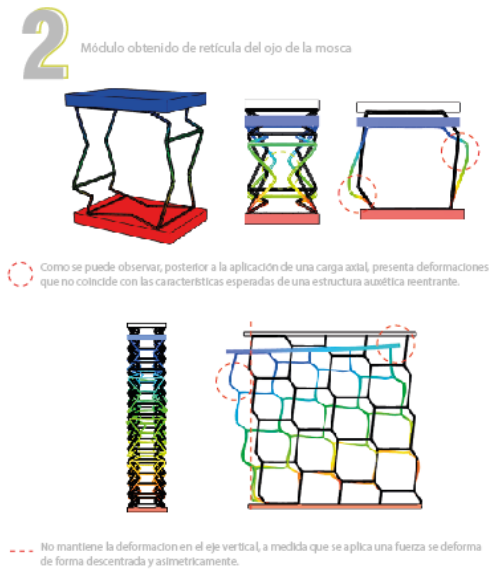 2
Módulo obtenido de retícula del ojo de la mosca
Como se puede observar, posterior a la aplicación de una carga axial, presenta deformaciones
que no coincide con las características esperadas de una estructura auxética reentrante.
No mantiene la deformacion en el eje vertical, a medida que se aplica una fuerza se deforma
de forma descentrada y asimetricamente.